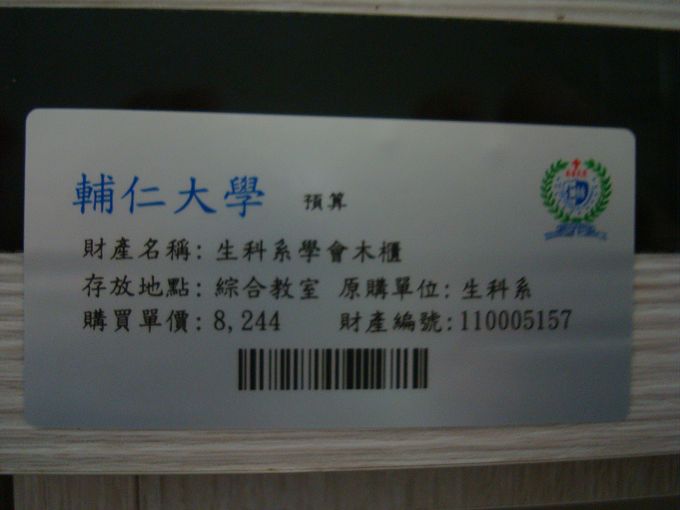 輔仁大學 預算
財產名稱: 生科系學會木櫃
存放地點: 綜合教室 原購單位: 生科系
購買單價: 8,244 財產編號: 110005157